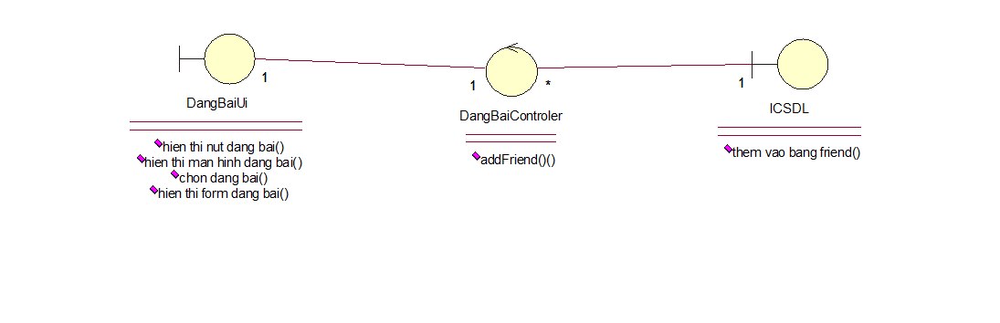 1
1
*
1
DangBaiUi
DangBaiControler
ICSDL
hien thi nut dang bai()
hien thi man hinh dang bai()
chon dang bai()
hien thi form dang bai()
addFriend()()
them vao bang friend()